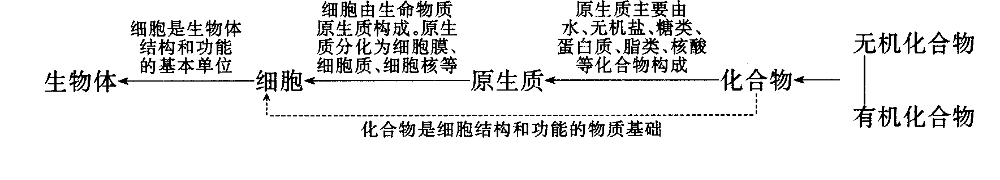 细胞是生物体
结构和功能
的基本单位
细胞由生命物质
原生质构成。原生
质分化为细胞膜、
细胞质、细胞核等
原生质主要由
水、无机盐、糖类、
蛋白质、脂类、核酸
等化合物构成
无机化合物
生物体
细胞
原生质
化合物
有机化合物
化合物是细胞结构和功能的物质基础